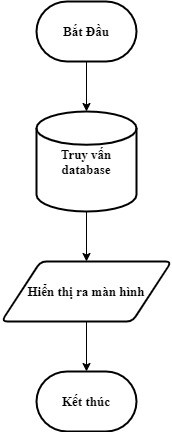 Bắt Đầu
Truy vấn
database
Hiển thị ra màn hình
Kết thúc